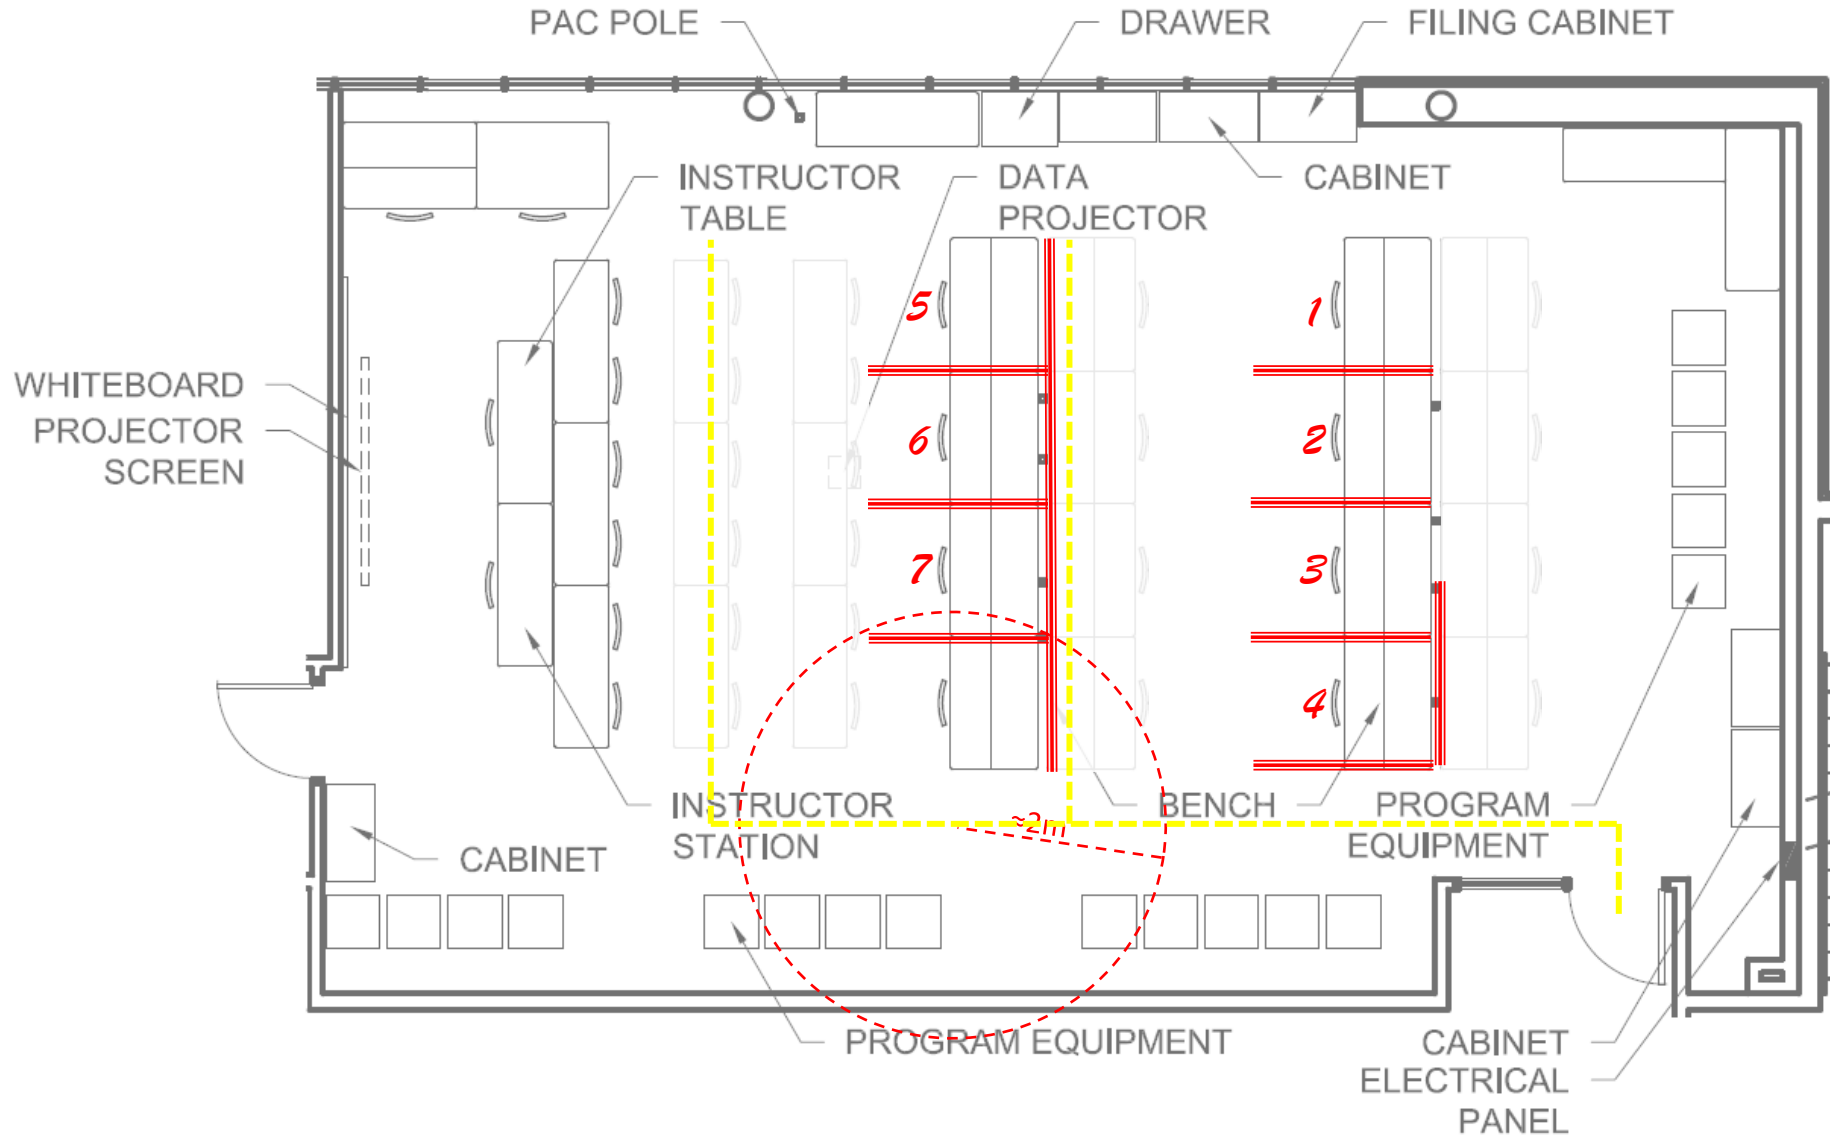 PAC POLE
DRAWER
FILING CABINET
INSTRUCTOR
TABLE
DATA
PROJECTOR
CABINET
WHITEBOARD
PROJECTOR
SCREEN
5
1
6
2
7
3
4
≈2m
INSTRUCTOR
STATION
BENCH
PROGRAM
EQUIPMENT
CABINET
PROGRAM EQUIPMENT
CABINET
ELECTRICAL
PANEL